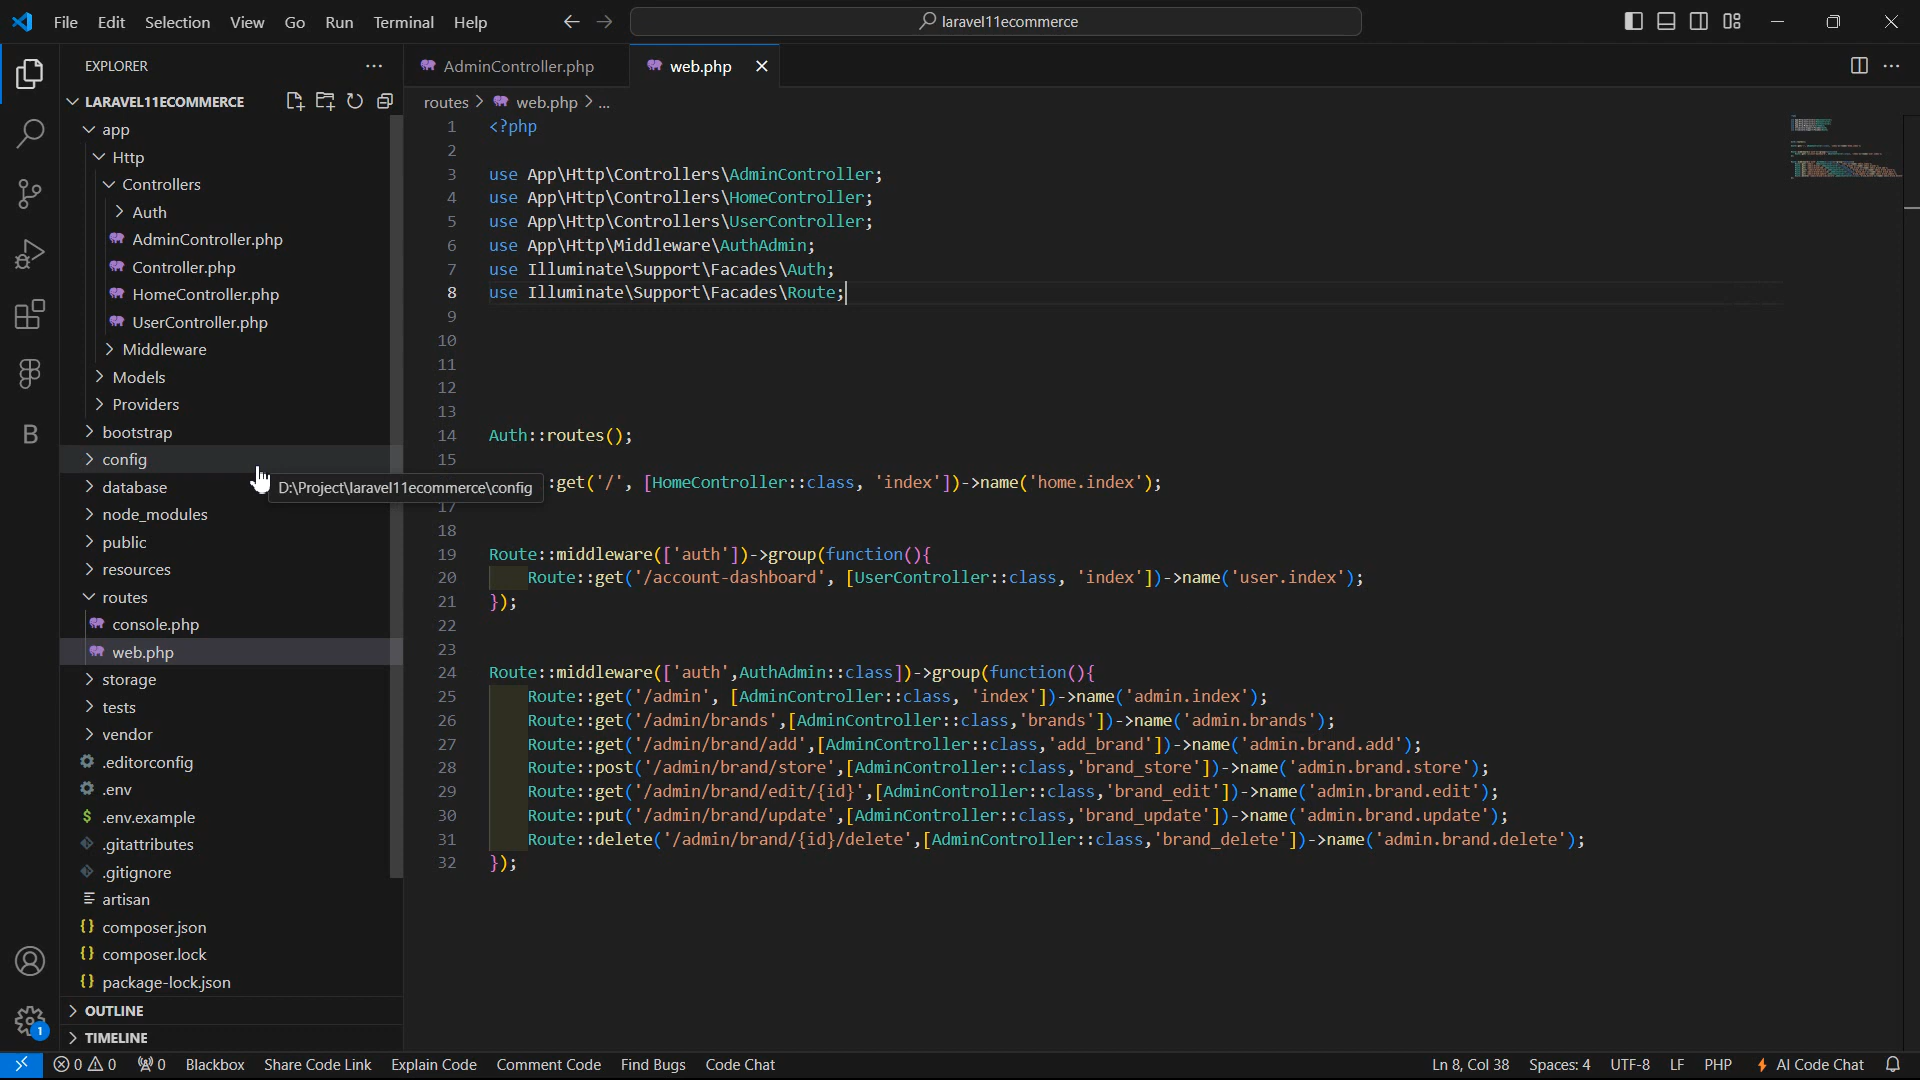 File Edit Selection View Go Run Terminal Help
laravel11ecommerce
EXPLORER
LARAVEL11ECOMMERCE
app
Http
Controllers
Auth
AdminController.php
Controller.php
HomeController.php
UserController.php
Middleware
Models
Providers
bootstrap
config
database
node_modules
public
resources
routes
console.php
web.php
storage
tests
vendor
.editorconfig
.env
$ .env.example
.gitattributes
.gitignore
artisan
{} composer.json
{} composer.lock
{} package-lock.json
OUTLINE
TIMELINE
D:\Project\laravel11ecommerce\config
B
1
AdminController.php web.php
routes > web.php > ...
1 <?php
2
3 use App\Http\Controllers\AdminController;
4 use App\Http\Controllers\HomeController;
5 use App\Http\Controllers\UserController;
6 use App\Http\Middleware\AuthAdmin;
7 use Illuminate\Support\Facades\Auth;
8 use Illuminate\Support\Facades\Route;
9
10
11
12
13
14 Auth::routes();
15
::get('/', [HomeController::class, 'index'])->name('home.index');
17
18
19 Route::middleware(['auth'])->group(function(){
20 Route::get('/account-dashboard', [UserController::class, 'index'])->name('user.index');
21 });
22
23
24 Route::middleware(['auth',AuthAdmin::class])->group(function(){
25 Route::get('/admin', [AdminController::class, 'index'])->name('admin.index');
26 Route::get('/admin/brands',[AdminController::class,'brands'])->name('admin.brands');
27 Route::get('/admin/brand/add',[AdminController::class,'add_brand'])->name('admin.brand.add');
28 Route::post('/admin/brand/store',[AdminController::class,'brand_store'])->name('admin.brand.store');
29 Route::get('/admin/brand/edit/{id}',[AdminController::class,'brand_edit'])->name('admin.brand.edit');
30 Route::put('/admin/brand/update',[AdminController::class,'brand_update'])->name('admin.brand.update');
31 Route::delete('/admin/brand/{id}/delete',[AdminController::class,'brand_delete'])->name('admin.brand.delete');
32 });
0 0 0 Blackbox Share Code Link Explain Code Comment Code Find Bugs Code Chat Ln 8, Col 38 Spaces: 4 UTF-8 LF PHP AI Code Chat